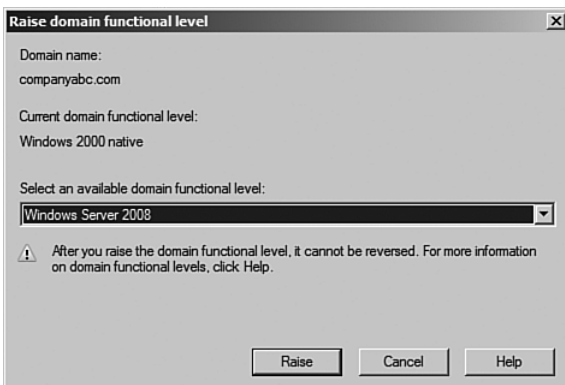 Raise domain functional level
Domain name:
companyabc.com
Current domain functional level:
Windows 2000 native
Select an available domain functional level:
Windows Server 2008
After you raise the domain functional level, it cannot be reversed. For more information
on domain functional levels, click Help.
Raise
Cancel
Help